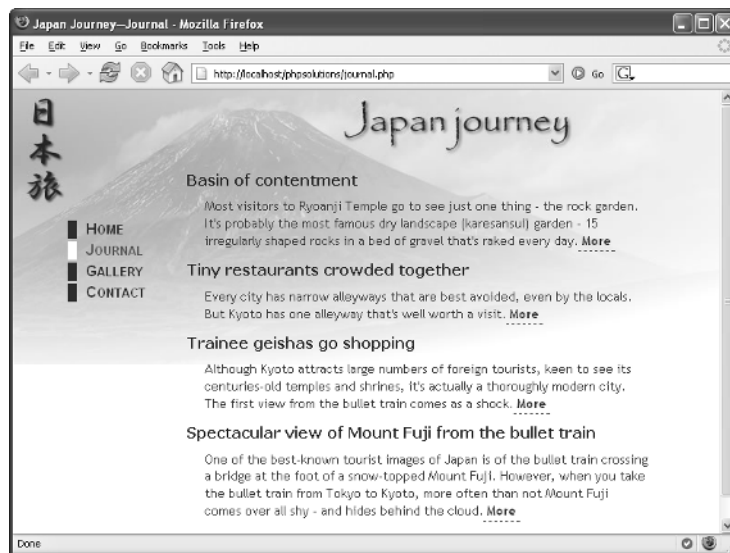 Japan Journey—Journal - Mozilla Firefox
File Edit View Go Bookmarks Tools Help
http://localhost/phpsolutions/journal.php
Go
G
日
本
旅
Japan journey
HOME
JOURNAL
GALLERY
CONTACT
Basin of contentment
Most visitors to Ryoanji Temple go to see just one thing - the rock garden.
It's probably the most famous dry landscape (karesansui) garden - 15
irregularly shaped rocks in a bed of gravel that's raked every day. More
Tiny restaurants crowded together
Every city has narrow alleyways that are best avoided, even by the locals.
But Kyoto has one alleyway that's well worth a visit. More
Trainee geishas go shopping
Although Kyoto attracts large numbers of foreign tourists, keen to see its
centuries-old temples and shrines, it's actually a thoroughly modern city.
The first view from the bullet train comes as a shock. More
Spectacular view of Mount Fuji from the bullet train
One of the best-known tourist images of Japan is of the bullet train crossing
a bridge at the foot of a snow-topped Mount Fuji. However, when you take
the bullet train from Tokyo to Kyoto, more often than not Mount Fuji
comes over all shy - and hides behind the cloud. More
Done